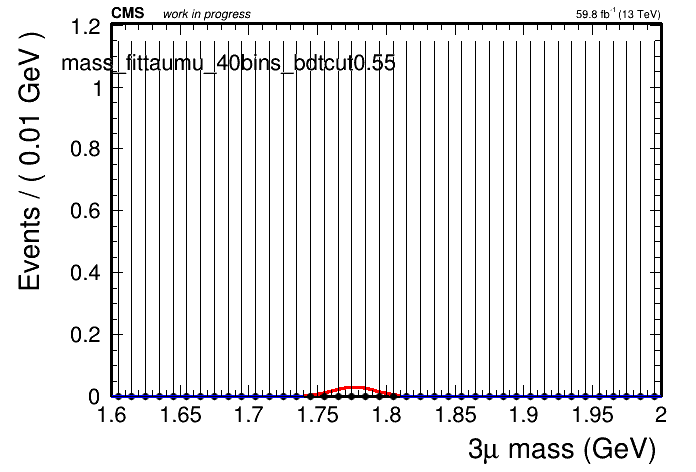 CMS work in progress 59.8 fb⁻¹ (13 TeV)
mass_fittaumu_40bins_bdtcut0.55
Events / ( 0.01 GeV )
1.2
1
0.8
0.6
0.4
0.2
0
1.6 1.65 1.7 1.75 1.8 1.85 1.9 1.95 2
3μ mass (GeV)